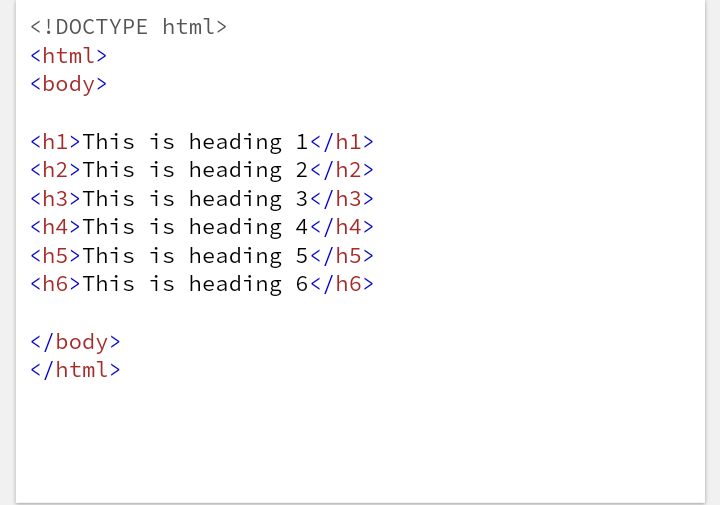 <!DOCTYPE html>
<html>
<body>
<h1>This is heading 1</h1>
<h2>This is heading 2</h2>
<h3>This is heading 3</h3>
<h4>This is heading 4</h4>
<h5>This is heading 5</h5>
<h6>This is heading 6</h6>
</body>
</html>